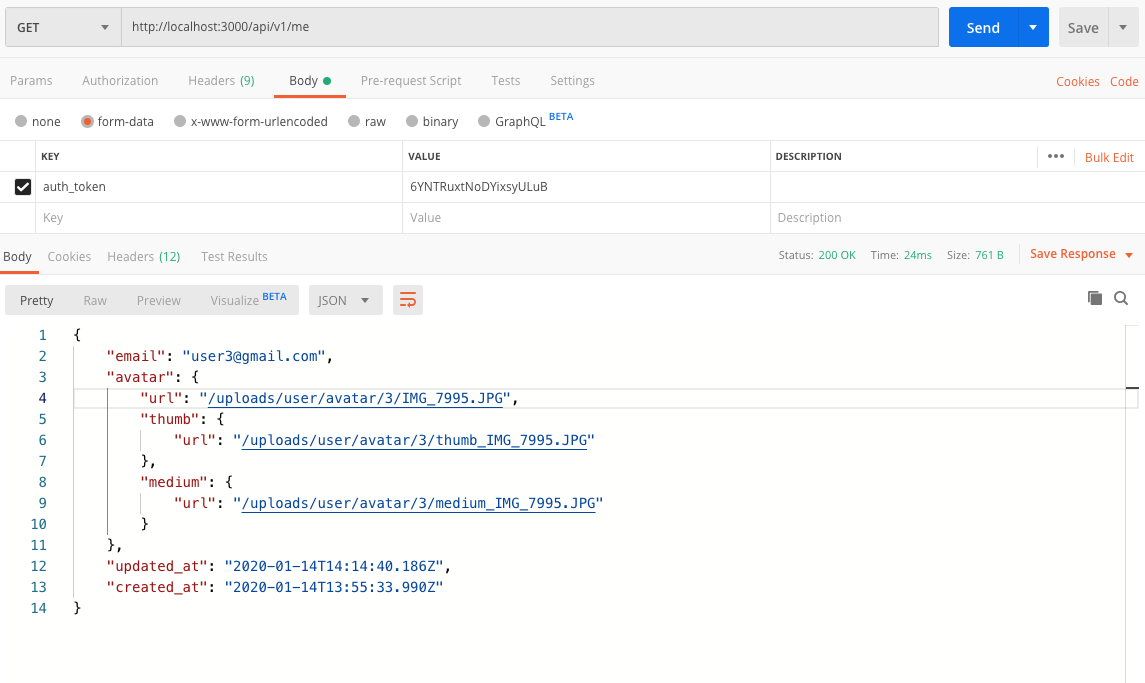 GET http://localhost:3000/api/v1/me Send Save
Params Authorization Headers (9) Body Pre-request Script Tests Settings Cookies Code
none form-data x-www-form-urlencoded raw binary GraphQL BETA
KEY VALUE DESCRIPTION ••• Bulk Edit
auth_token 6YNTRuxtNoDYixsyULuB
Key Value Description
Body Cookies Headers (12) Test Results Status: 200 OK Time: 24ms Size: 761 B Save Response
Pretty Raw Preview Visualize BETA JSON
1 {
2 "email": "user3@gmail.com",
3 "avatar": {
4 "url": "/uploads/user/avatar/3/IMG_7995.JPG",
5 "thumb": {
6 "url": "/uploads/user/avatar/3/thumb_IMG_7995.JPG"
7 },
8 "medium": {
9 "url": "/uploads/user/avatar/3/medium_IMG_7995.JPG"
10 }
11 },
12 "updated_at": "2020-01-14T14:14:40.186Z",
13 "created_at": "2020-01-14T13:55:33.990Z"
14 }